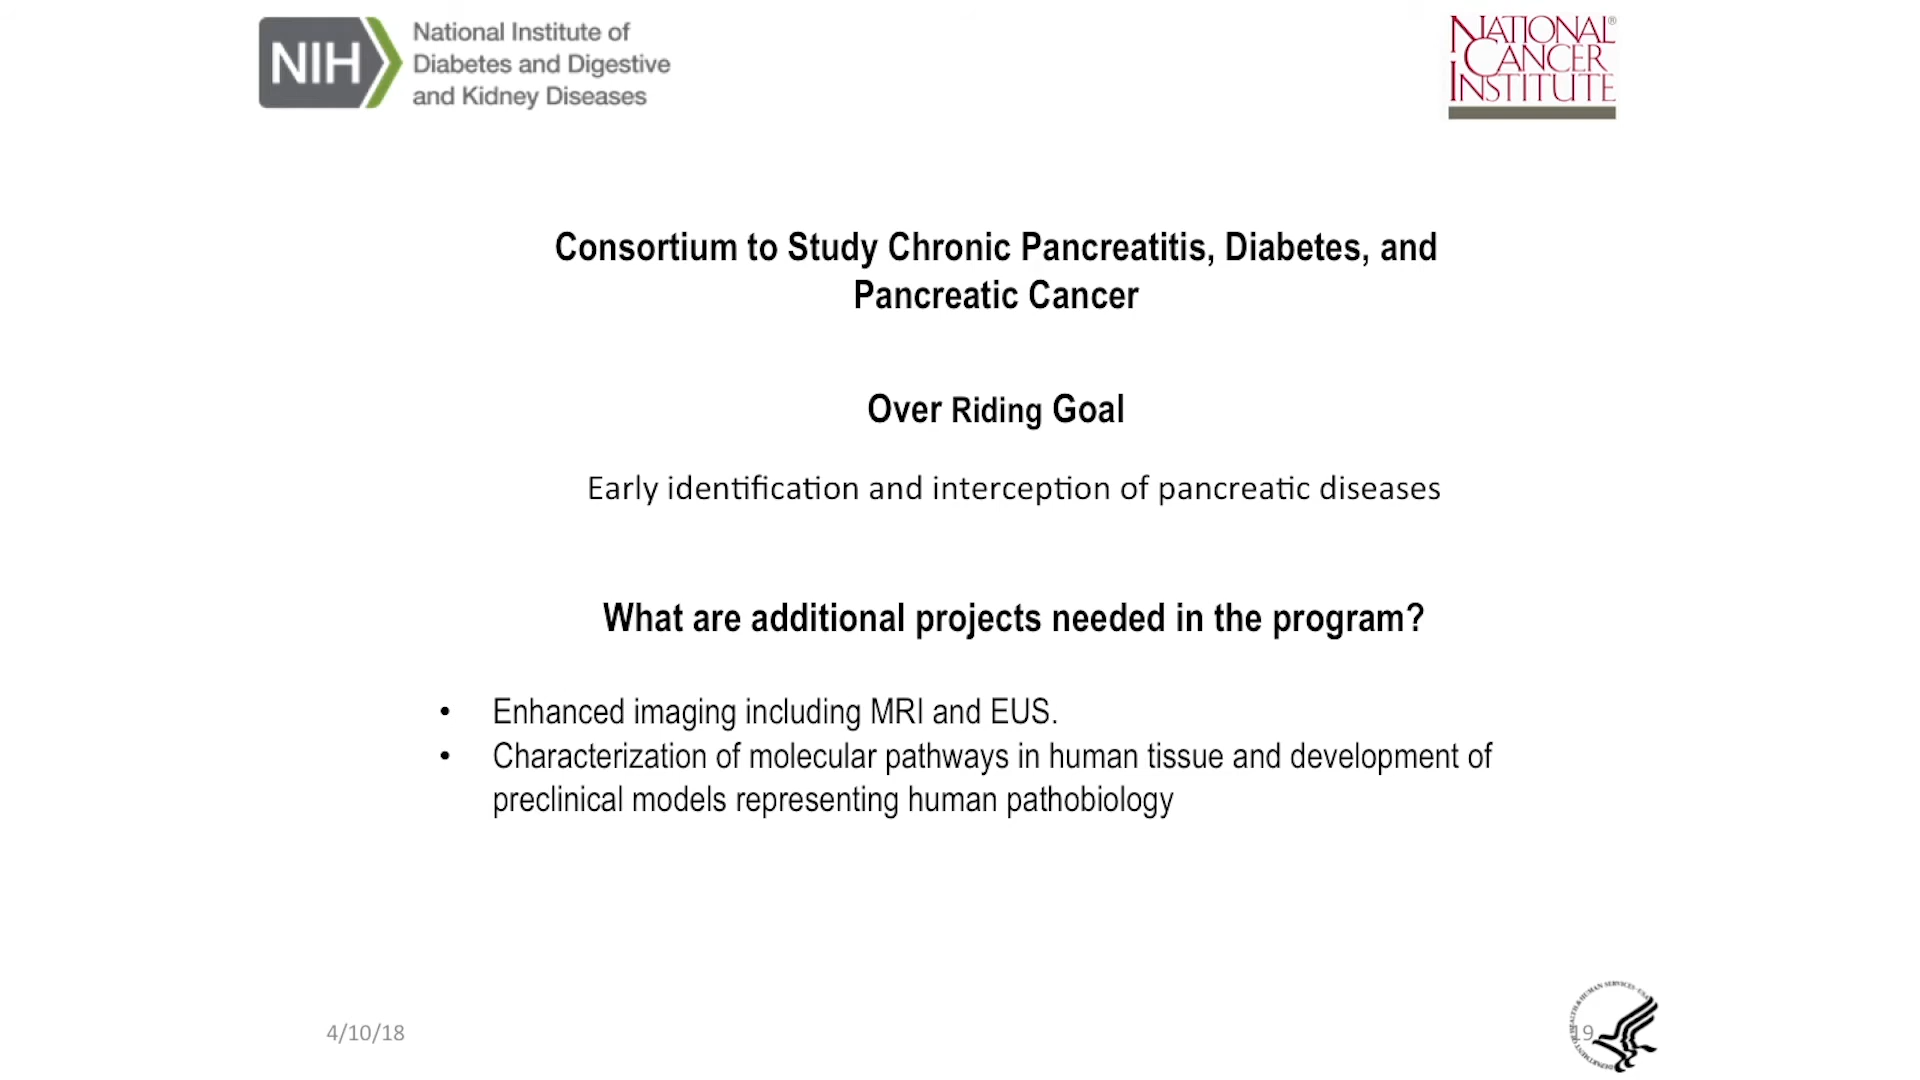 NIH
National Institute of
Diabetes and Digestive
and Kidney Diseases
NATIONAL®
CANCER
INSTITUTE
Consortium to Study Chronic Pancreatitis, Diabetes, and
Pancreatic Cancer
Over Riding Goal
Early identification and interception of pancreatic diseases
What are additional projects needed in the program?
• Enhanced imaging including MRI and EUS.
• Characterization of molecular pathways in human tissue and development of
preclinical models representing human pathobiology
4/10/18
19